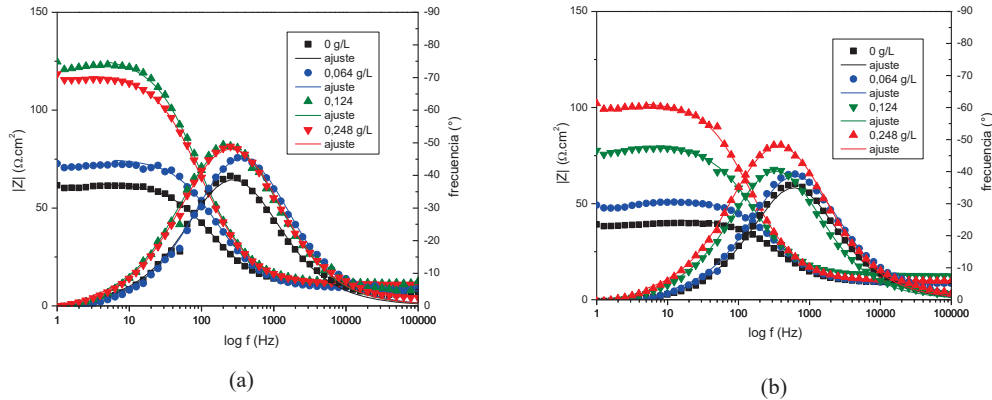 150
125
100
75
50
25
0
|Z| (Ω.cm²)
0 g/L
ajuste
0,064 g/L
ajuste
0,124
ajuste
0,248 g/L
ajuste
-90
-80
-70
-60
-50
-40
-30
-20
-10
0
frecuencia (°)
1 10 100 1000 10000 100000
log f (Hz)
(a)
150
100
50
0
|Z| (Ω.cm²)
0 g/L
ajuste
0,064 g/L
ajuste
0,124
ajuste
0,248 g/L
ajuste
-90
-80
-70
-60
-50
-40
-30
-20
-10
0
frecuencia (°)
1 10 100 1000 10000 100000
log f (Hz)
(b)